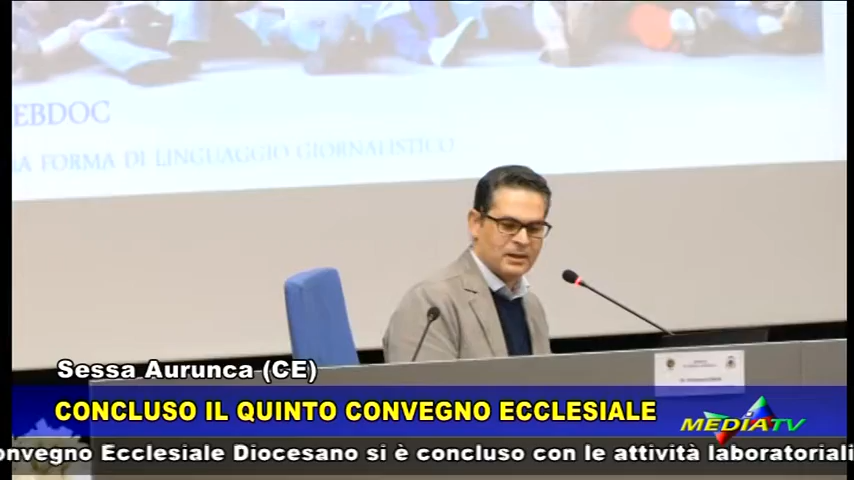 EBDOC
FORMA DI LINGUAGGIO GIORNALISTICO
Sessa Aurunca (CE)
CONCLUSO IL QUINTO CONVEGNO ECCLESIALE
MEDIATV
onvegno Ecclesiale Diocesano si è concluso con le attività laboratoriali